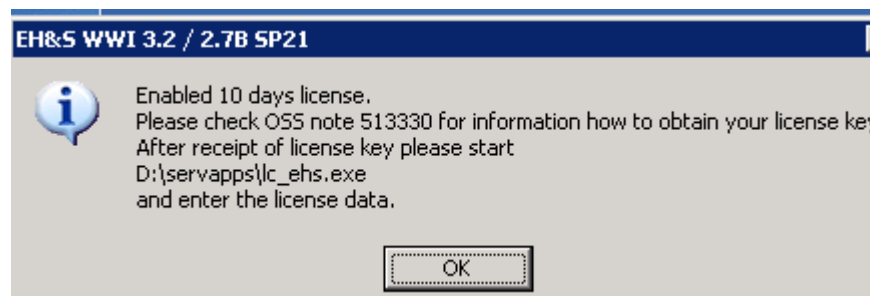 EH&S WWI 3.2 / 2.7B SP21
Enabled 10 days license.
Please check OSS note 513330 for information how to obtain your license key
After receipt of license key please start
D:\servapps\lc_ehs.exe
and enter the license data.
OK